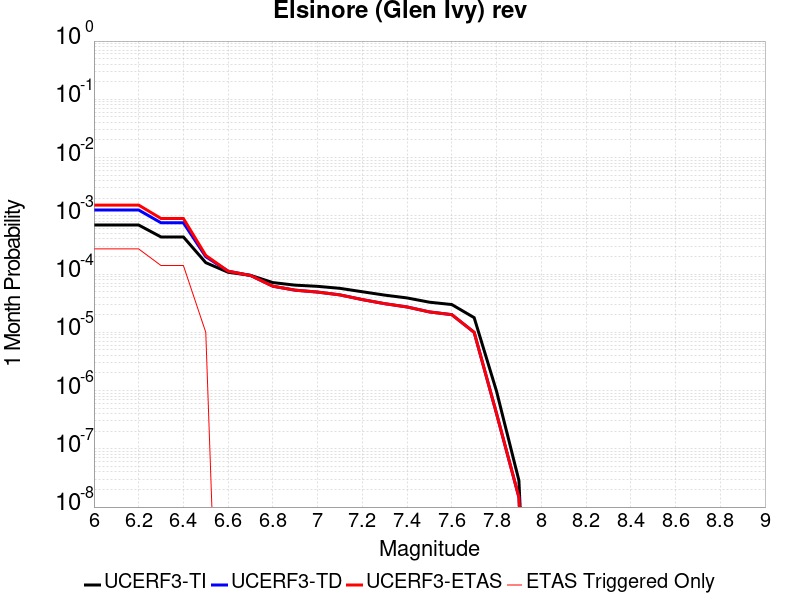 Elsinore (Glen Ivy) rev
1 Month Probability
10^0
10^-1
10^-2
10^-3
10^-4
10^-5
10^-6
10^-7
10^-8
6 6.2 6.4 6.6 6.8 7 7.2 7.4 7.6 7.8 8 8.2 8.4 8.6 8.8 9
Magnitude
UCERF3-TI UCERF3-TD UCERF3-ETAS ETAS Triggered Only